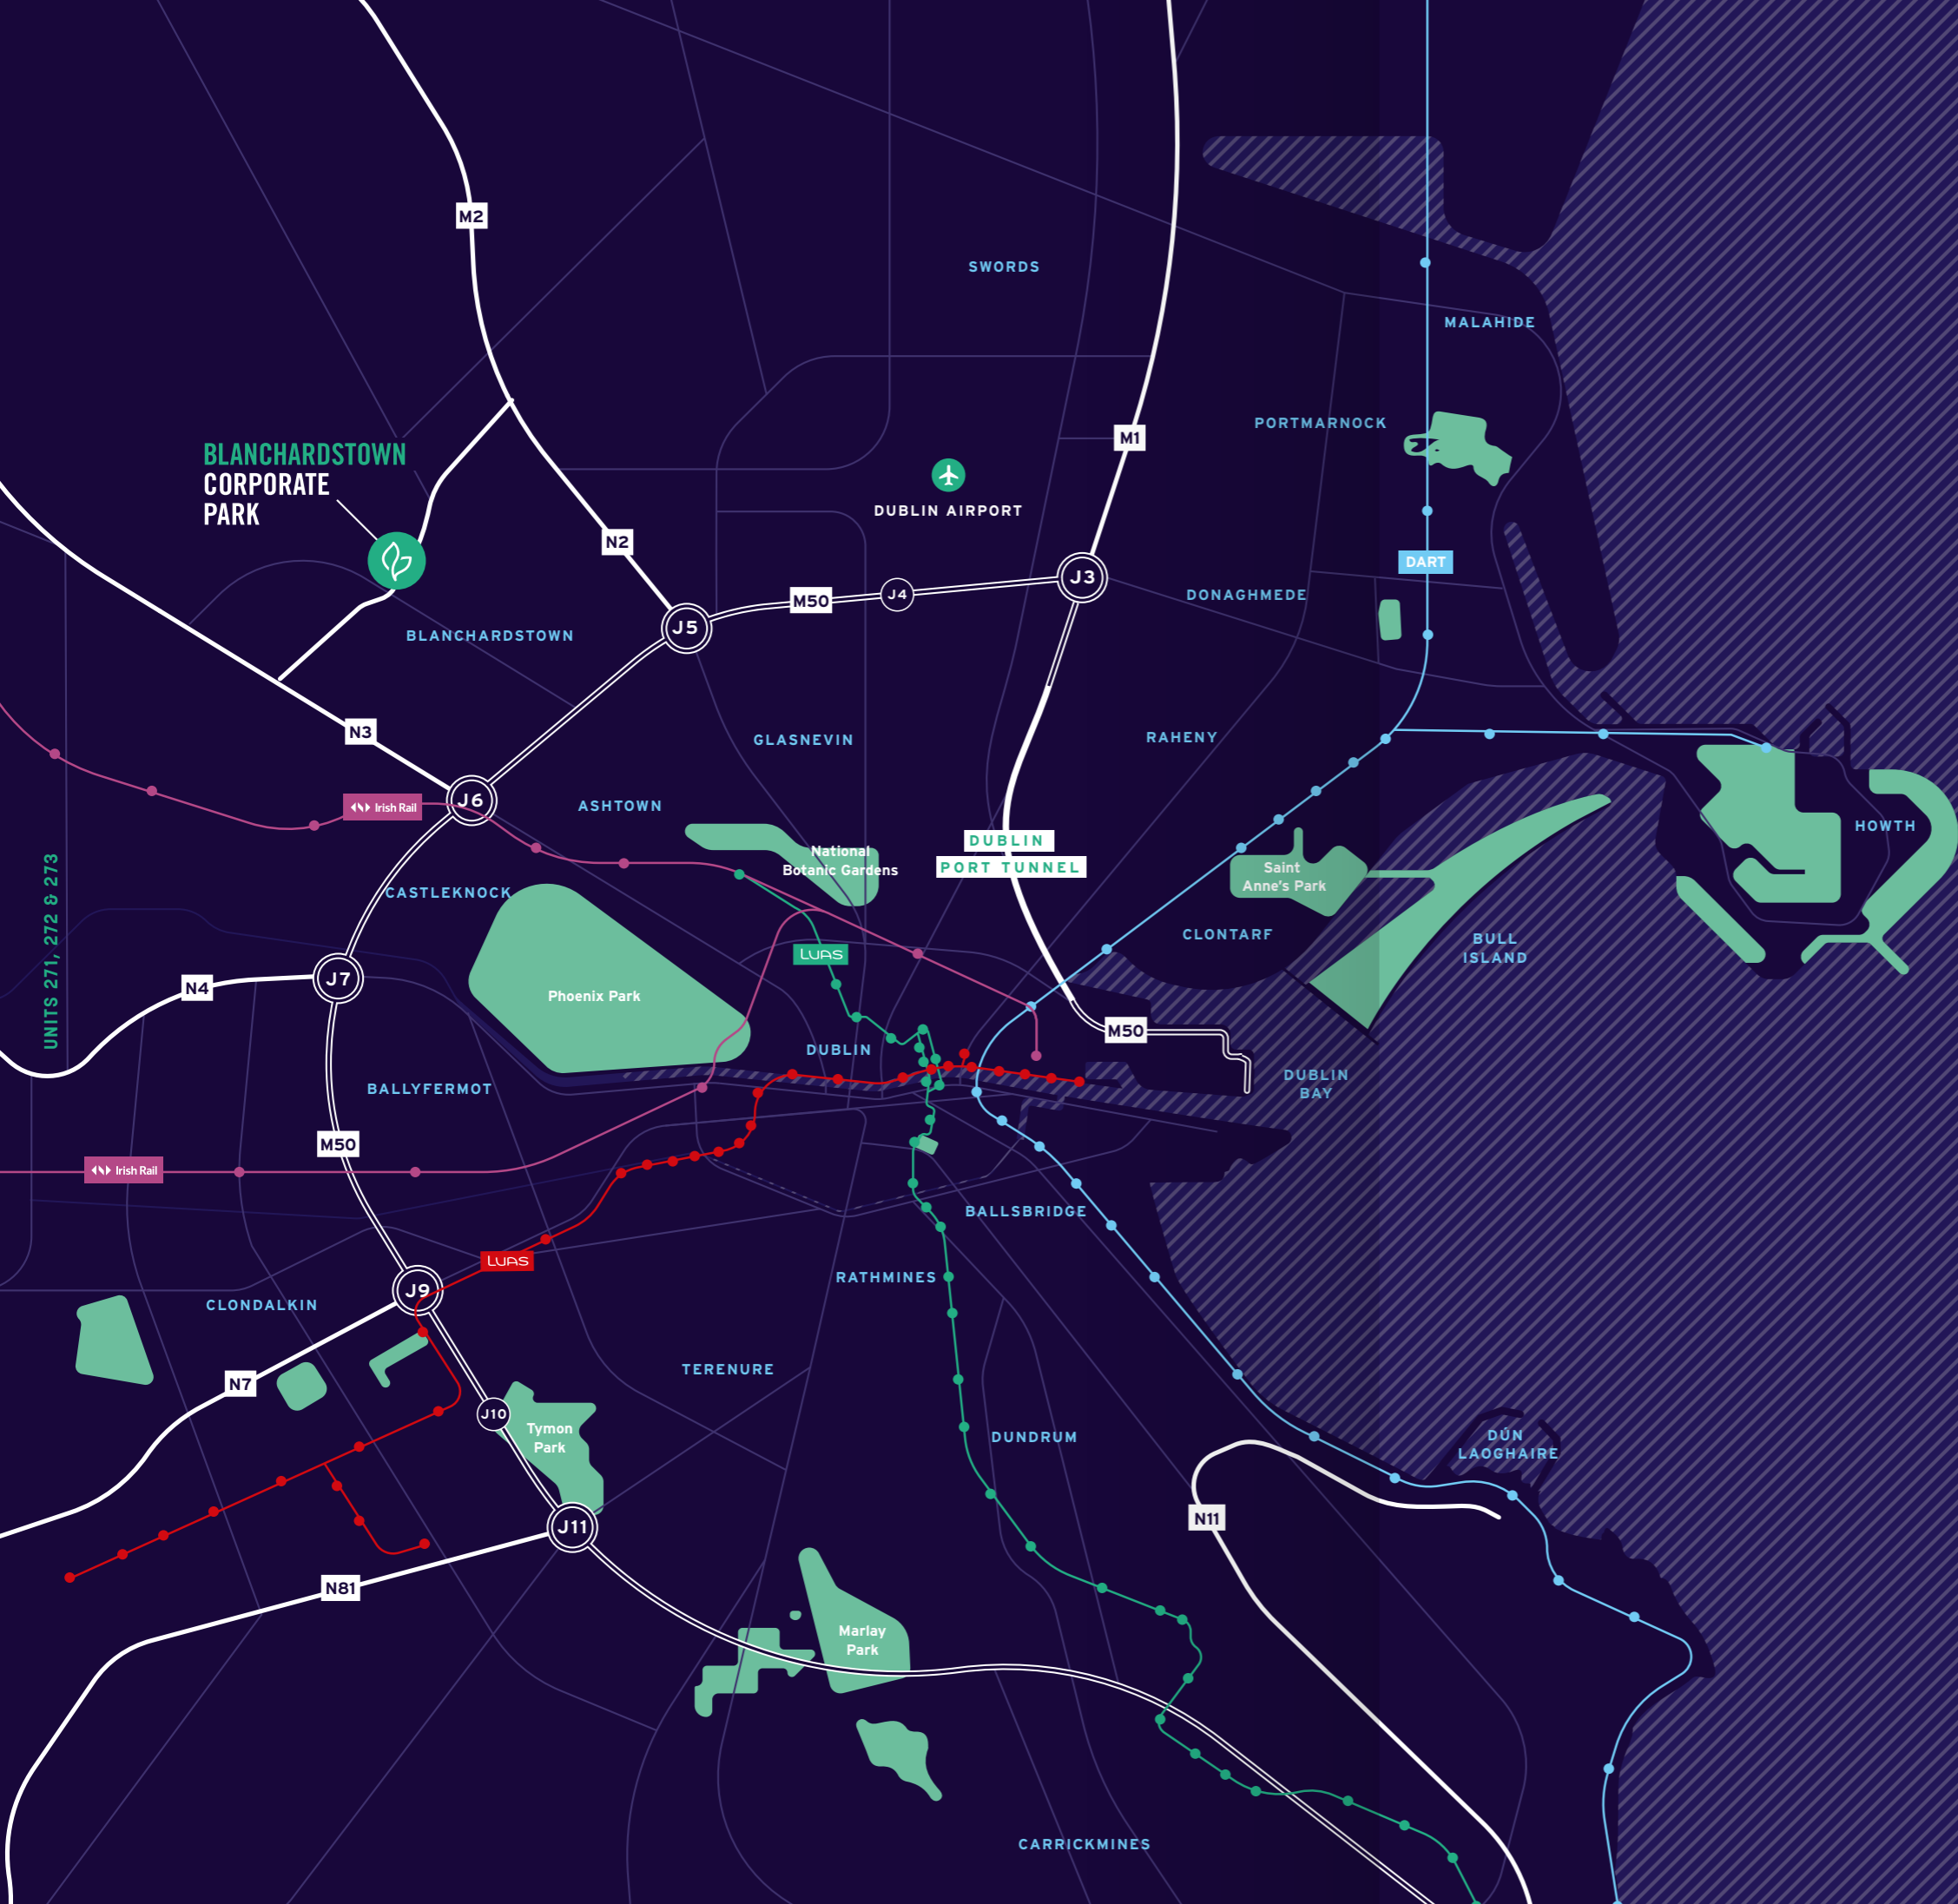 M2
SWORDS
MALAHIDE
PORTMARNOCK
M1
BLANCHARDSTOWN
CORPORATE
PARK
DUBLIN AIRPORT
N2
DART
J3
J4
M50
DONAGHMEDE
J5
BLANCHARDSTOWN
N3
GLASNEVIN
RAHENY
J6
Irish Rail
ASHTOWN
HOWTH
DUBLIN
PORT TUNNEL
National
Botanic Gardens
Saint
Anne's Park
CASTLEKNOCK
UNITS 271, 272 & 273
CLONTARF
BULL
ISLAND
LUAS
J7
N4
Phoenix Park
M50
DUBLIN
DUBLIN
BAY
BALLYFERMOT
M50
Irish Rail
BALLSBRIDGE
LUAS
RATHMINES
J9
CLONDALKIN
TERENURE
N7
J10
Tymon
Park
DUNDRUM
DÚN
LAOGHAIRE
N11
J11
N81
Marlay
Park
CARRICKMINES